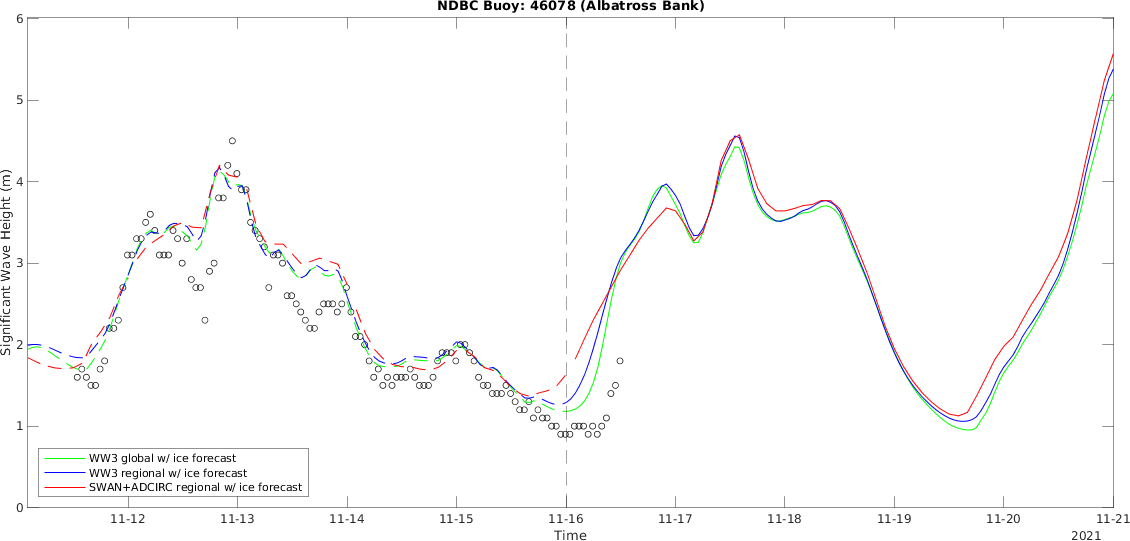 NDBC Buoy: 46078 (Albatross Bank)
6
5
4
3
2
1
0
Significant Wave Height (m)
WW3 global w/ ice forecast
WW3 regional w/ ice forecast
SWAN+ADCIRC regional w/ ice forecast
11-12 11-13 11-14 11-15 11-16 11-17 11-18 11-19 11-20 11-21
Time
2021